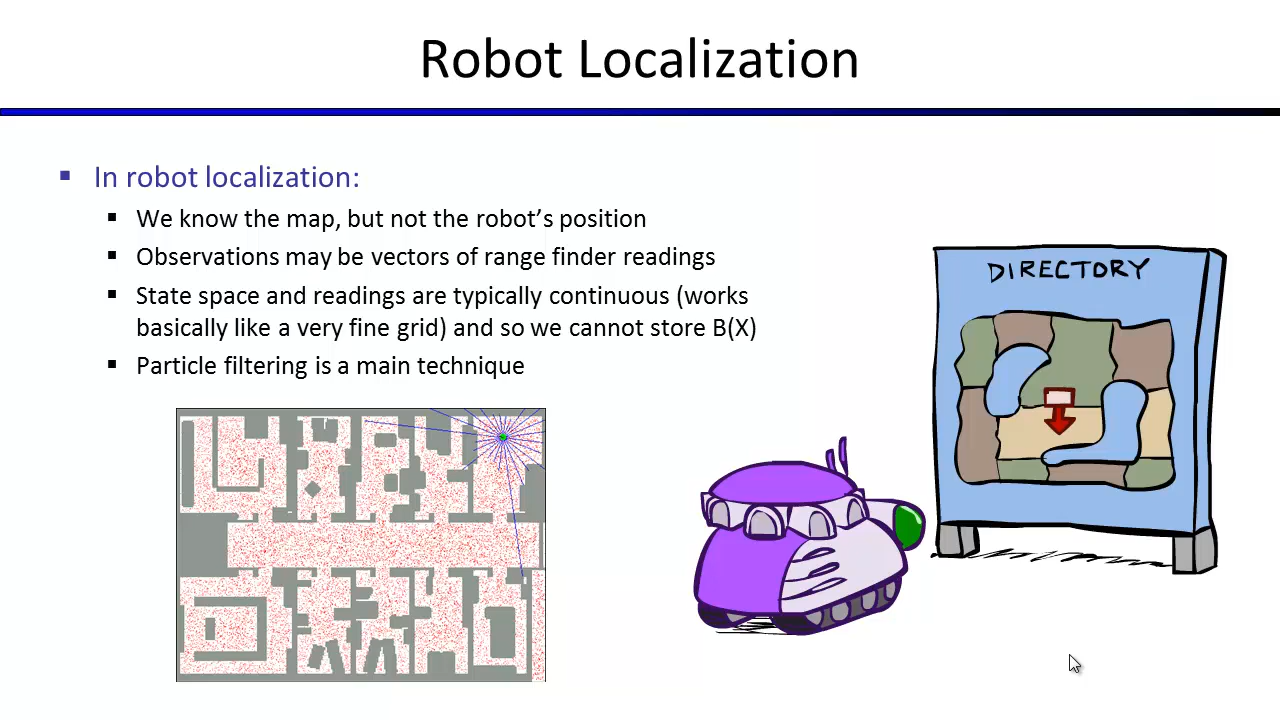 Robot Localization
▪ In robot localization:
▪ We know the map, but not the robot's position
▪ Observations may be vectors of range finder readings
▪ State space and readings are typically continuous (works
basically like a very fine grid) and so we cannot store B(X)
▪ Particle filtering is a main technique
DIRECTORY